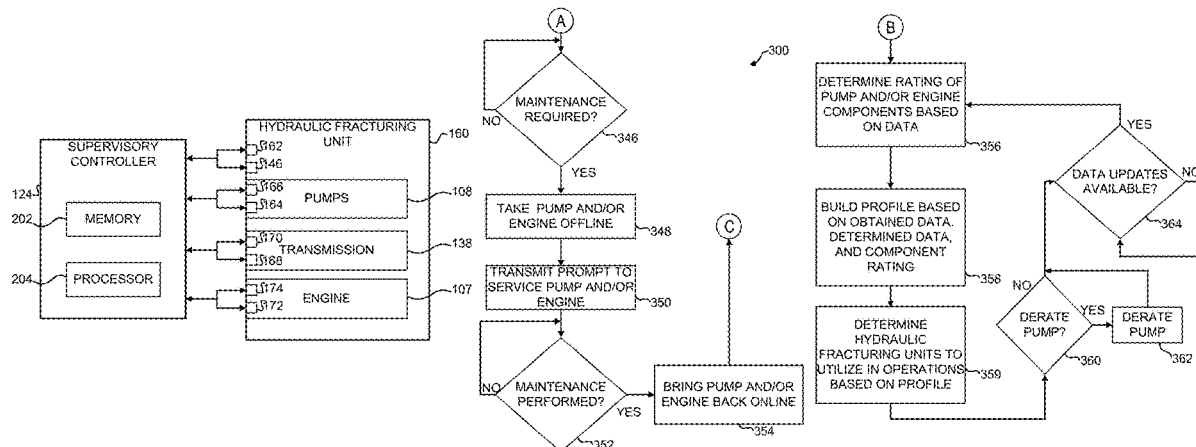 SUPERVISORY
CONTROLLER
124
202
MEMORY
204
PROCESSOR
HYDRAULIC FRACTURING
UNIT
160
162
146
166
164
PUMPS
108
170
168
TRANSMISSION
138
174
172
ENGINE
107
A
MAINTENANCE
REQUIRED?
346
NO
YES
TAKE PUMP AND/OR
ENGINE OFFLINE
348
TRANSMIT PROMPT TO
SERVICE PUMP AND/OR
ENGINE
350
MAINTENANCE
PERFORMED?
352
NO
YES
C
BRING PUMP AND/OR
ENGINE BACK ONLINE
354
300
B
DETERMINE RATING OF
PUMP AND/OR ENGINE
COMPONENTS BASED
ON DATA
356
BUILD PROFILE BASED
ON OBTAINED DATA,
DETERMINED DATA,
AND COMPONENT
RATING
358
DETERMINE
HYDRAULIC
FRACTURING UNITS TO
UTILIZE IN OPERATIONS
BASED ON PROFILE
359
DERATE
PUMP?
360
NO
YES
DERATE
PUMP
362
DATA UPDATES
AVAILABLE?
364
YES
NO